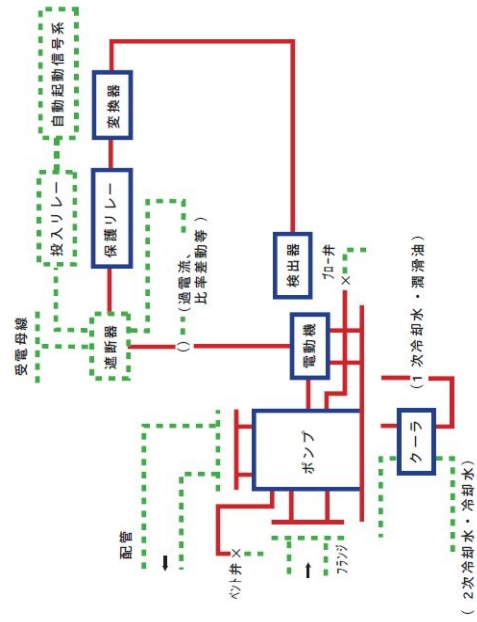 自動起動信号系
変換器
投入リレー
保護リレー
受電母線
遮断器
(過電流、
比率差動等)
()
検出器
ブロー弁
×
電動機
ポンプ
配管
ベント弁
×
フランジ
クーラ
(1次冷却水・潤滑油)
(2次冷却水・冷却水)